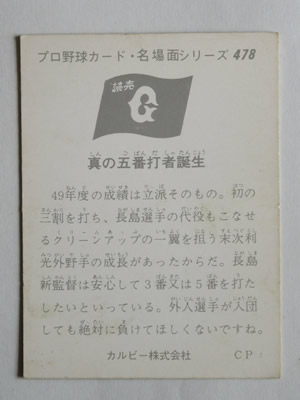 プロ野球カード・名場面シリーズ 478
読売
G
真の五番打者誕生
49年度の成績は立派そのもの。初の
三割を打ち、長島選手の代役もこなせ
るクリーンアップの一翼を担う末次利
光外野手の成長があったからだ。長島
新監督は安心して3番又は5番を打た
したいといっている。外人選手が入団
しても絶対に負けてほしくないですね。
カルビー株式会社 CP